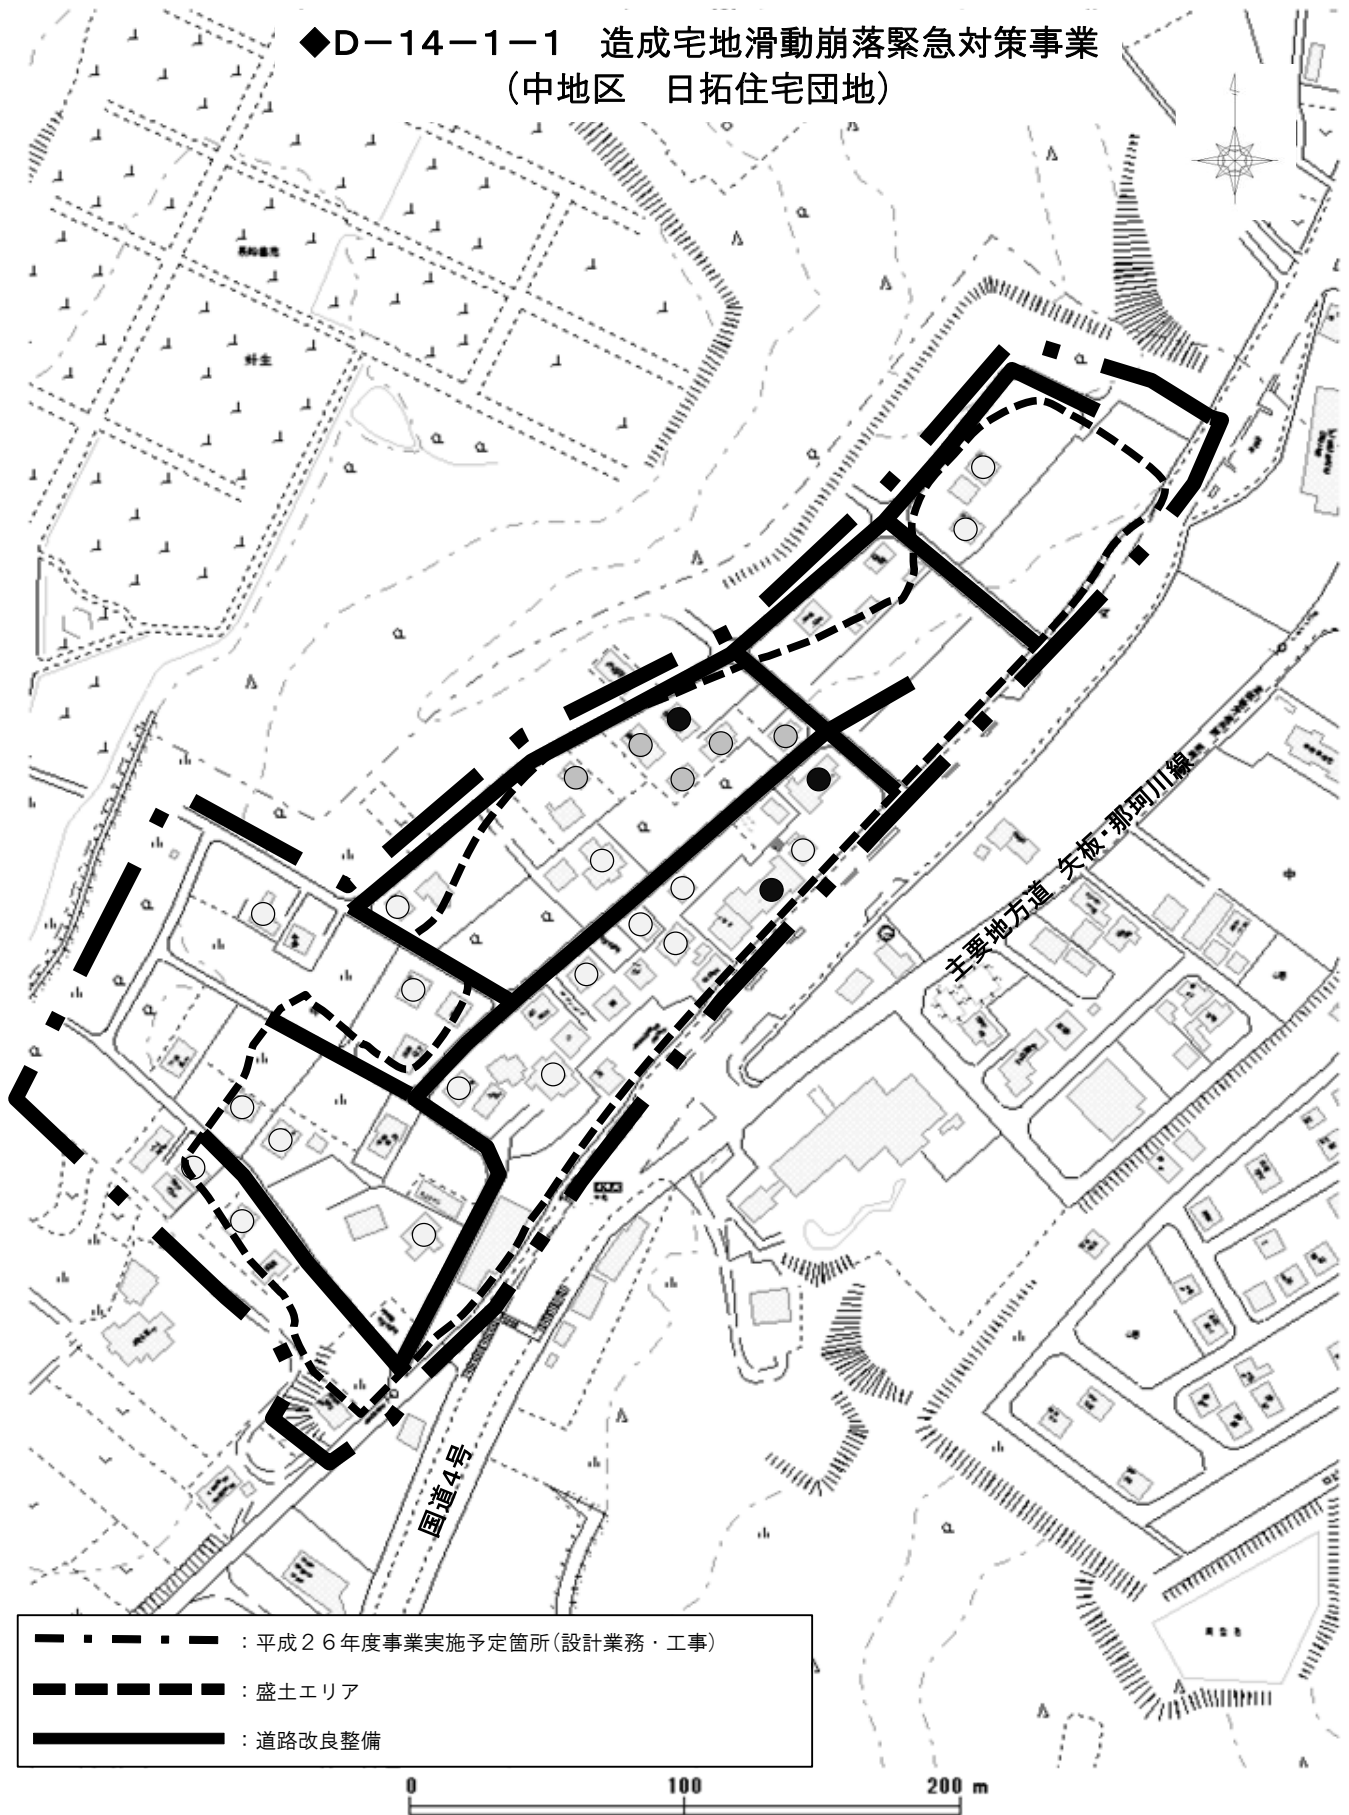 ◆D－14－1－1　造成宅地滑動崩落緊急対策事業
（中地区　日拓住宅団地）
主要地方道 矢板・那珂川線
国道4号
：平成２６年度事業実施予定箇所（設計業務・工事）
：盛土エリア
：道路改良整備
0 100 200 m